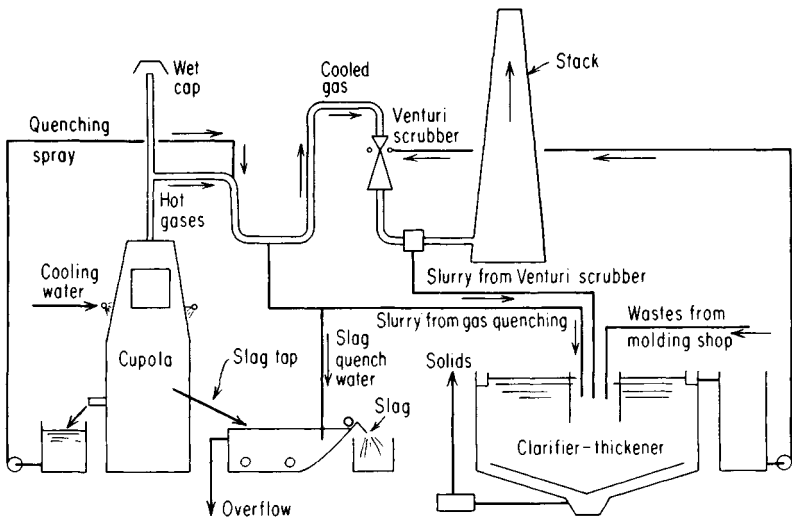 Wet
cap
Cooled
gas
Stack
Quenching
spray
Venturi
scrubber
Hot
gases
Cooling
water
Slurry from Venturi scrubber
Slurry from gas quenching
Wastes from
molding shop
Cupola
Slag tap
Slag
quench
water
Solids
Slag
Clarifier-thickener
Overflow